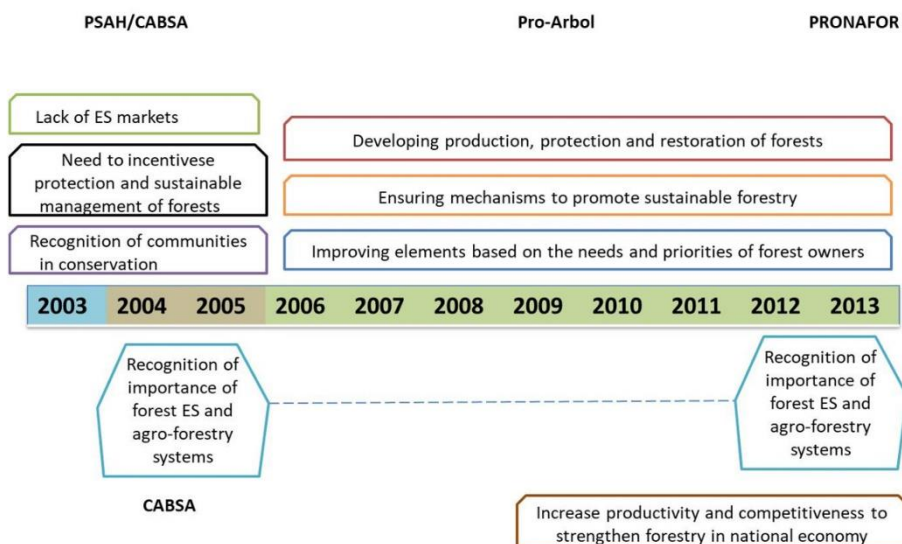 PSAH/CABSA
Pro-Arbol
PRONAFOR
Lack of ES markets
Need to incentivese
protection and sustainable
management of forests
Recognition of communities
in conservation
Developing production, protection and restoration of forests
Ensuring mechanisms to promote sustainable forestry
Improving elements based on the needs and priorities of forest owners
2003 2004 2005 2006 2007 2008 2009 2010 2011 2012 2013
Recognition of
importance of
forest ES and
agro-forestry
systems
Recognition of
importance of
forest ES and
agro-forestry
systems
CABSA
Increase productivity and competitiveness to
strengthen forestry in national economy